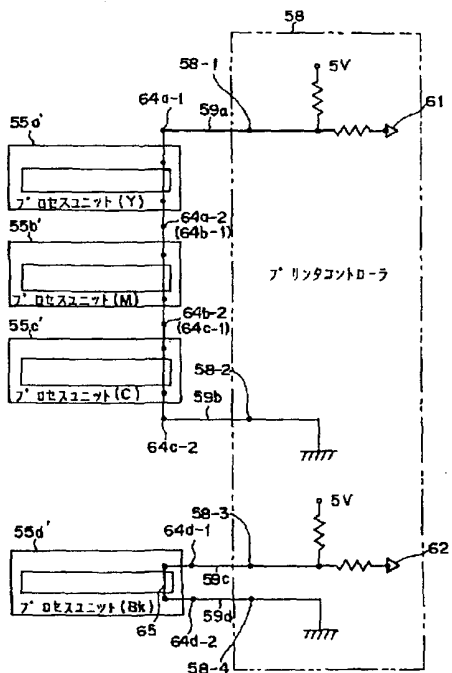 58
58-1
5V
61
64a-1
59a
55a'
プロセスユニット(Y)
64a-2
(64b-1)
55b'
プロセスユニット(M)
プリンタコントローラ
64b-2
(64c-1)
55c'
プロセスユニット(C)
58-2
59b
64c-2
5V
58-3
62
55d'
64d-1
59c
プロセスユニット(Bk)
59d
65
64d-2
58-4